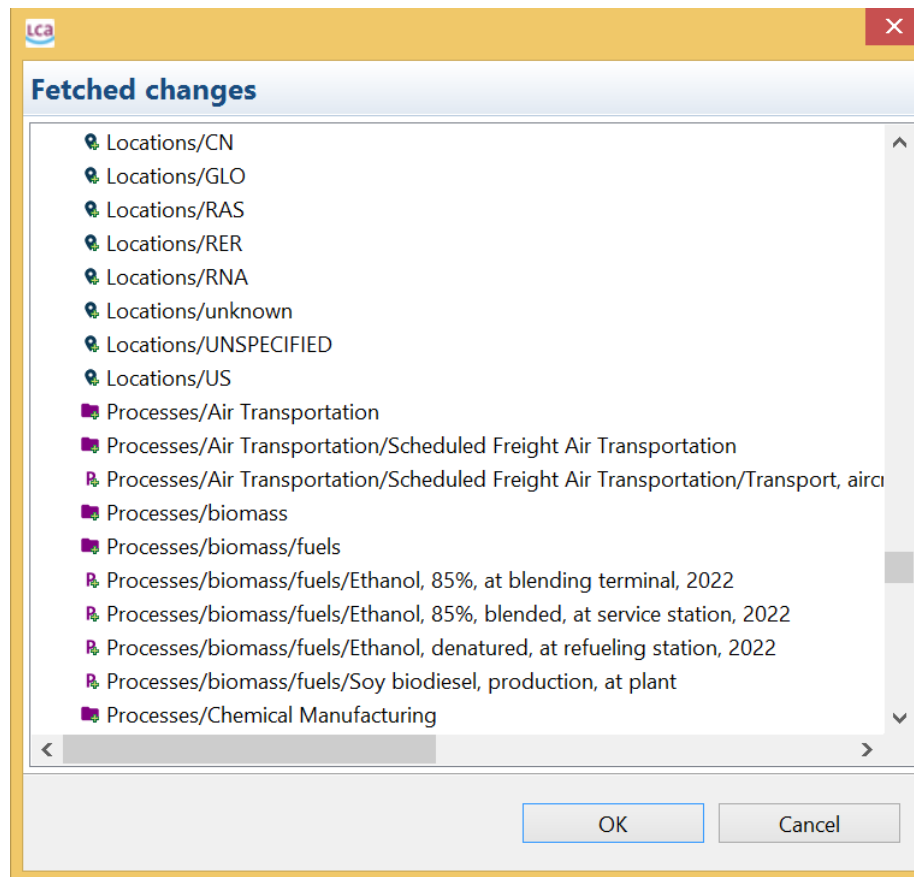 LCA
Fetched changes
Locations/CN
Locations/GLO
Locations/RAS
Locations/RER
Locations/RNA
Locations/unknown
Locations/UNSPECIFIED
Locations/US
Processes/Air Transportation
Processes/Air Transportation/Scheduled Freight Air Transportation
Processes/Air Transportation/Scheduled Freight Air Transportation/Transport, aircr
Processes/biomass
Processes/biomass/fuels
Processes/biomass/fuels/Ethanol, 85%, at blending terminal, 2022
Processes/biomass/fuels/Ethanol, 85%, blended, at service station, 2022
Processes/biomass/fuels/Ethanol, denatured, at refueling station, 2022
Processes/biomass/fuels/Soy biodiesel, production, at plant
Processes/Chemical Manufacturing
OK Cancel